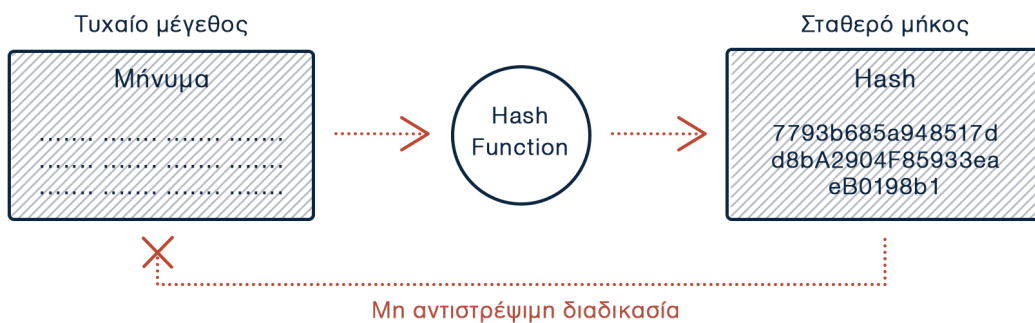 Τυχαίο μέγεθος
Σταθερό μήκος
Μήνυμα
....... ....... ....... .......
....... ....... ....... .......
....... ....... ....... .......
Hash
Function
Hash
7793b685a948517d
d8bA2904F85933ea
eB0198b1
Μη αντιστρέψιμη διαδικασία